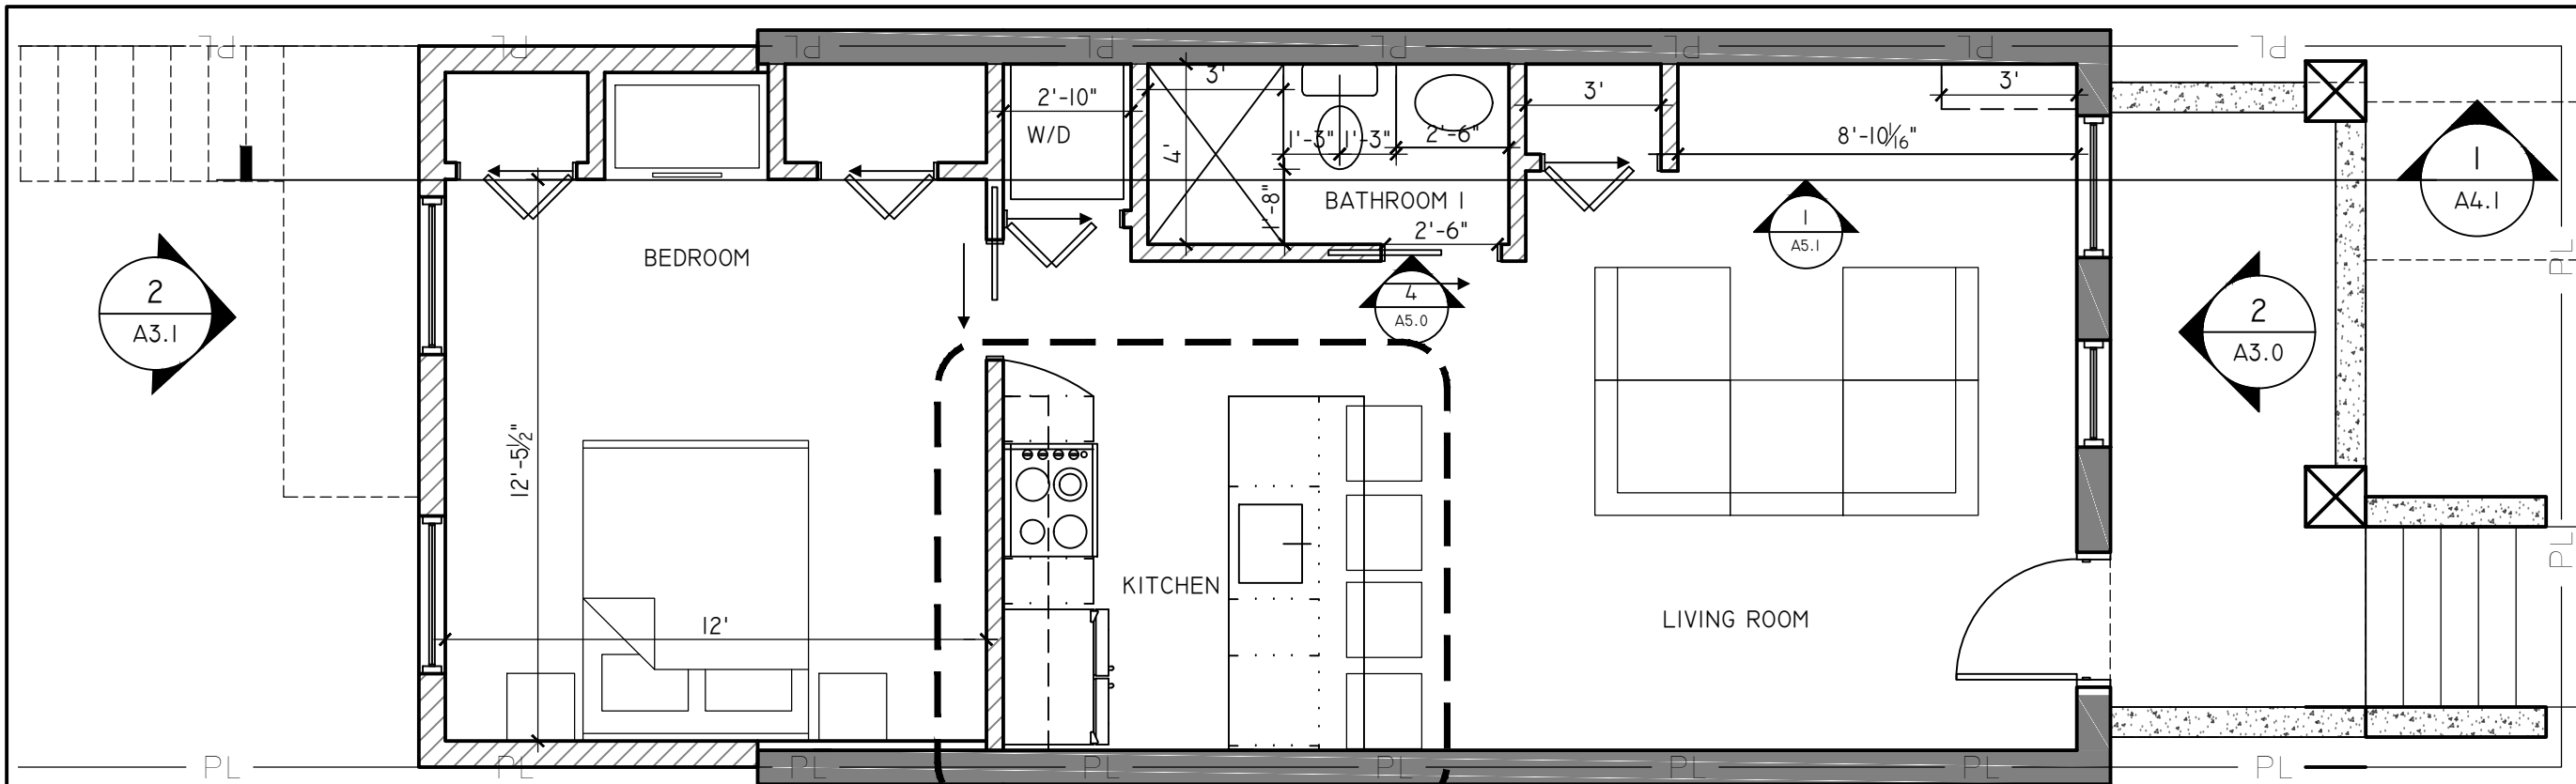 PL PL PL PL PL PL PL PL
3'
2'-10"
W/D
4'
1'-3"
1'-3"
2'-6"
1'-8"
BATHROOM 1
2'-6"
3'
3'
8'-10 1/16"
1
A4.1
1
A5.1
BEDROOM
2
A3.1
4
A5.0
2
A3.0
PL
12'-5 1/2"
PL
KITCHEN
LIVING ROOM
12'
PL PL PL PL PL PL PL PL